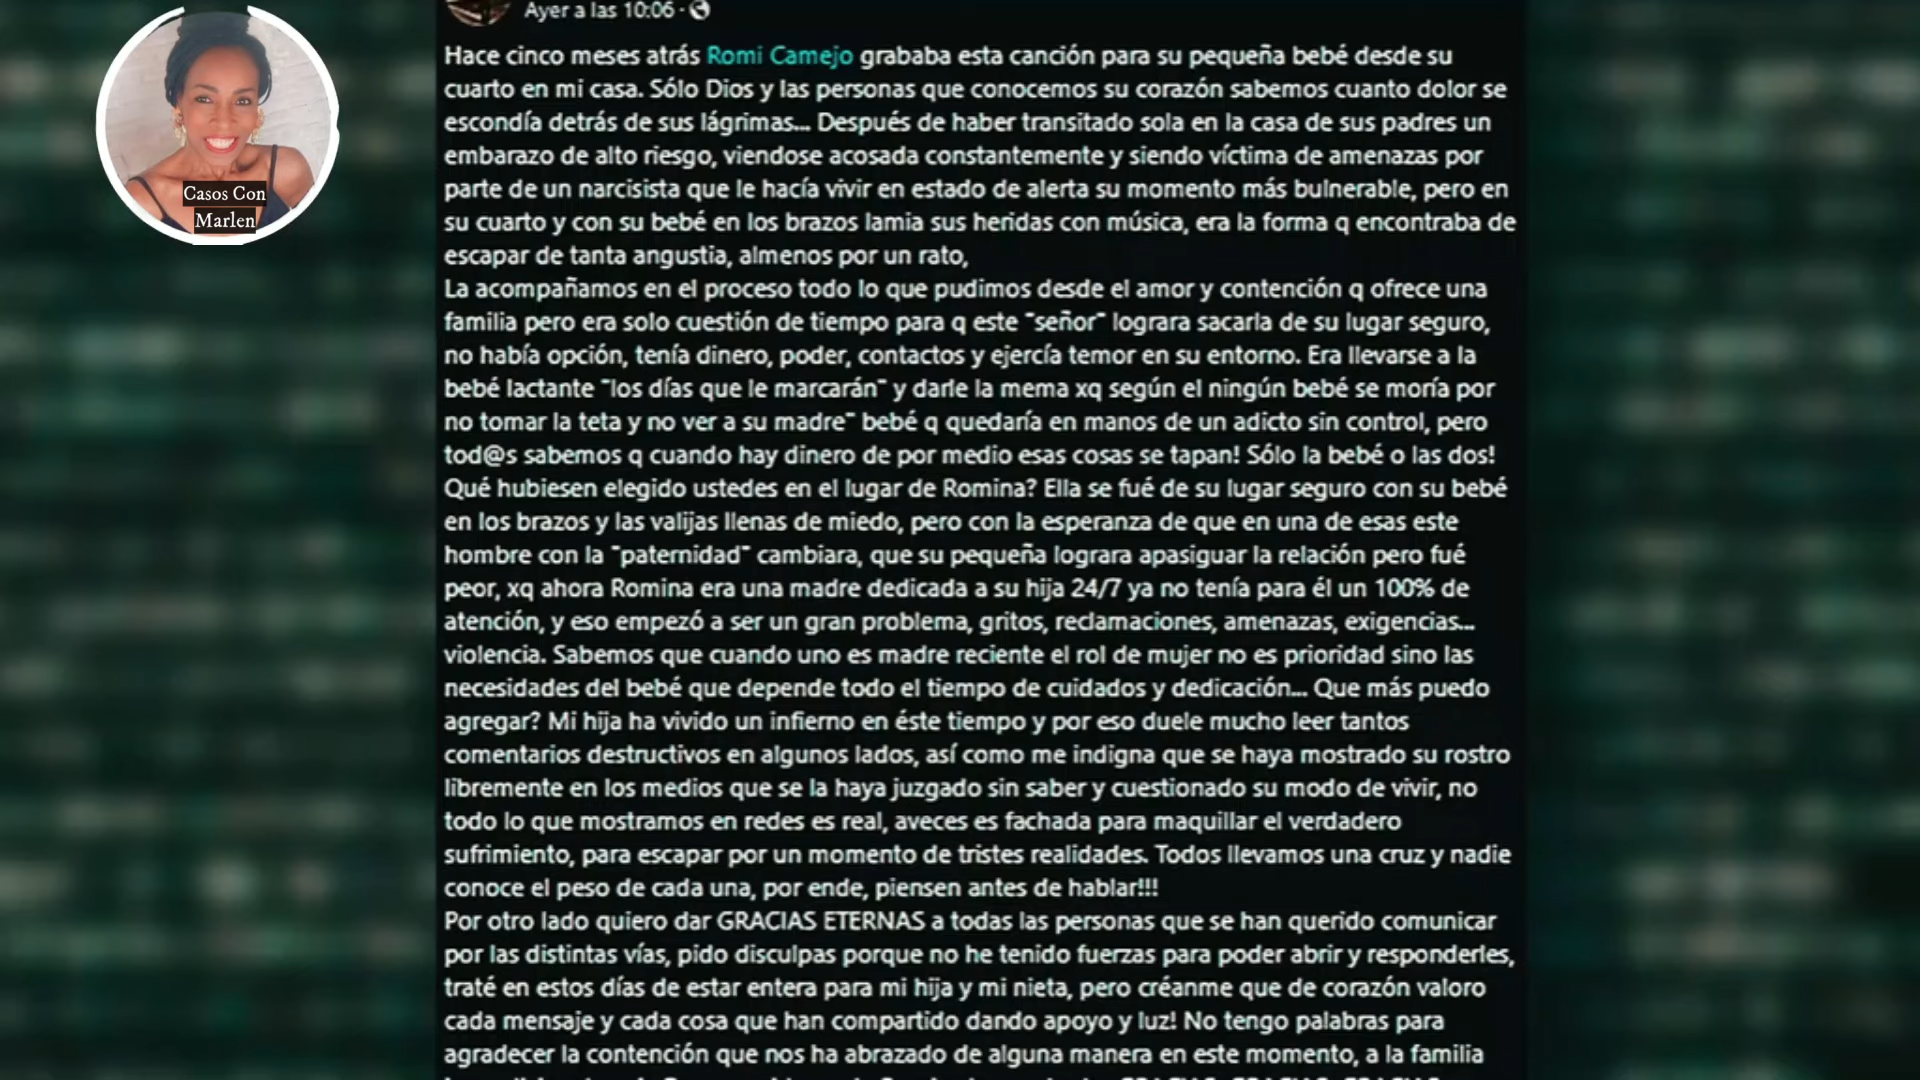 Casos Con
Marlen
Ayer a las 10:06 ·
Hace cinco meses atrás Romi Camejo grababa esta canción para su pequeña bebé desde su
cuarto en mi casa. Sólo Dios y las personas que conocemos su corazón sabemos cuanto dolor se
escondía detrás de sus lágrimas... Después de haber transitado sola en la casa de sus padres un
embarazo de alto riesgo, viendose acosada constantemente y siendo víctima de amenazas por
parte de un narcisista que le hacía vivir en estado de alerta su momento más bulnerable, pero en
su cuarto y con su bebé en los brazos lamia sus heridas con música, era la forma q encontraba de
escapar de tanta angustia, almenos por un rato,
La acompañamos en el proceso todo lo que pudimos desde el amor y contención q ofrece una
familia pero era solo cuestión de tiempo para q este "señor" lograra sacarla de su lugar seguro,
no había opción, tenía dinero, poder, contactos y ejercía temor en su entorno. Era llevarse a la
bebé lactante "los días que le marcarán" y darle la mema xq según el ningún bebé se moría por
no tomar la teta y no ver a su madre" bebé q quedaría en manos de un adicto sin control, pero
tod@s sabemos q cuando hay dinero de por medio esas cosas se tapan! Sólo la bebé o las dos!
Qué hubiesen elegido ustedes en el lugar de Romina? Ella se fué de su lugar seguro con su bebé
en los brazos y las valijas llenas de miedo, pero con la esperanza de que en una de esas este
hombre con la "paternidad" cambiara, que su pequeña lograra apasiguar la relación pero fué
peor, xq ahora Romina era una madre dedicada a su hija 24/7 ya no tenía para él un 100% de
atención, y eso empezó a ser un gran problema, gritos, reclamaciones, amenazas, exigencias...
violencia. Sabemos que cuando uno es madre reciente el rol de mujer no es prioridad sino las
necesidades del bebé que depende todo el tiempo de cuidados y dedicación... Que más puedo
agregar? Mi hija ha vivido un infierno en éste tiempo y por eso duele mucho leer tantos
comentarios destructivos en algunos lados, así como me indigna que se haya mostrado su rostro
libremente en los medios que se la haya juzgado sin saber y cuestionado su modo de vivir, no
todo lo que mostramos en redes es real, aveces es fachada para maquillar el verdadero
sufrimiento, para escapar por un momento de tristes realidades. Todos llevamos una cruz y nadie
conoce el peso de cada una, por ende, piensen antes de hablar!!!
Por otro lado quiero dar GRACIAS ETERNAS a todas las personas que se han querido comunicar
por las distintas vías, pido disculpas porque no he tenido fuerzas para poder abrir y responderles,
traté en estos días de estar entera para mi hija y mi nieta, pero créanme que de corazón valoro
cada mensaje y cada cosa que han compartido dando apoyo y luz! No tengo palabras para
agradecer la contención que nos ha abrazado de alguna manera en este momento, a la familia